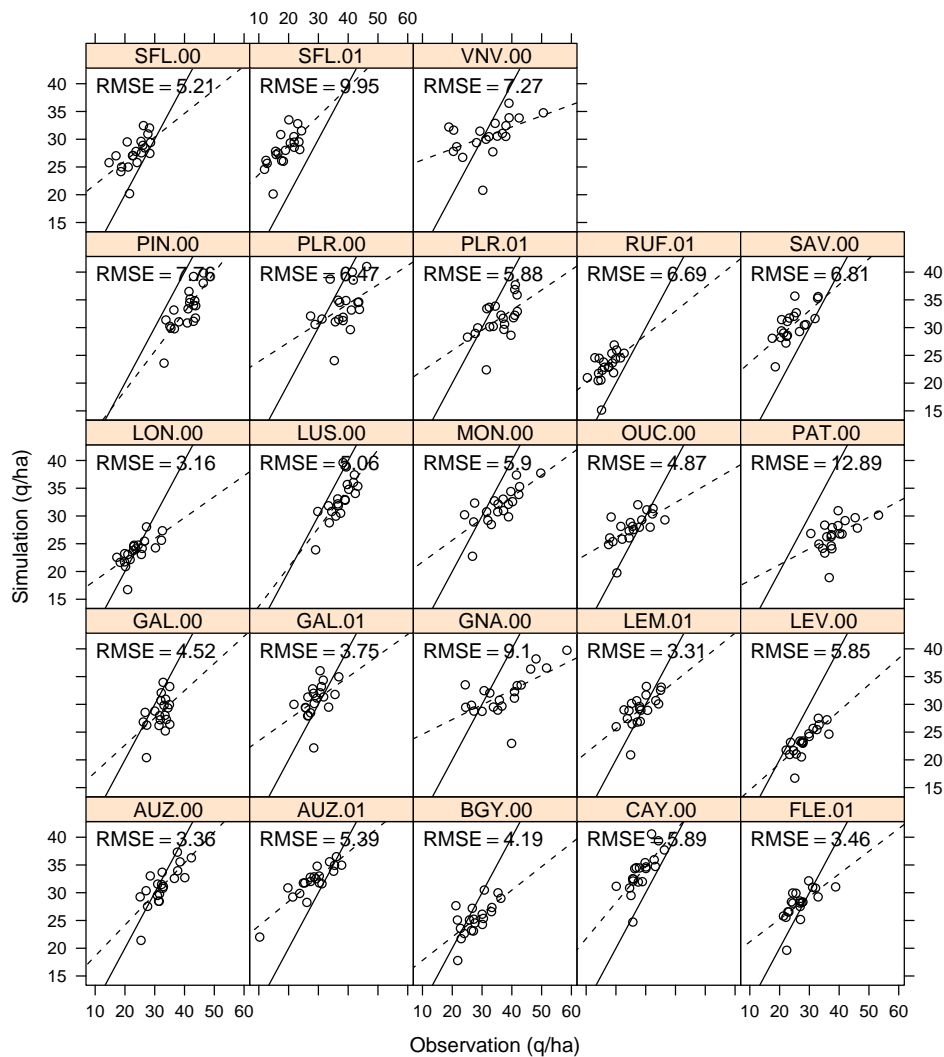 10 20 30 40 50 60 10 20 30 40 50 60
SFL.00 SFL.01 VNV.00
RMSE = 5.21 RMSE = 9.95 RMSE = 7.27
40
35
30
25
20
15
PIN.00 PLR.00 PLR.01 RUF.01 SAV.00
RMSE = 7.76 RMSE = 6.47 RMSE = 5.88 RMSE = 6.69 RMSE = 6.81
40
35
30
25
20
15
LON.00 LUS.00 MON.00 OUC.00 PAT.00
RMSE = 3.16 RMSE = 5.06 RMSE = 5.9 RMSE = 4.87 RMSE = 12.89
40
35
30
25
20
15
Simulation (q/ha)
GAL.00 GAL.01 GNA.00 LEM.01 LEV.00
RMSE = 4.52 RMSE = 3.75 RMSE = 9.1 RMSE = 3.31 RMSE = 5.85
40
35
30
25
20
15
AUZ.00 AUZ.01 BGY.00 CAY.00 FLE.01
RMSE = 3.36 RMSE = 5.39 RMSE = 4.19 RMSE = 5.89 RMSE = 3.46
40
35
30
25
20
15
10 20 30 40 50 60 10 20 30 40 50 60 10 20 30 40 50 60
Observation (q/ha)